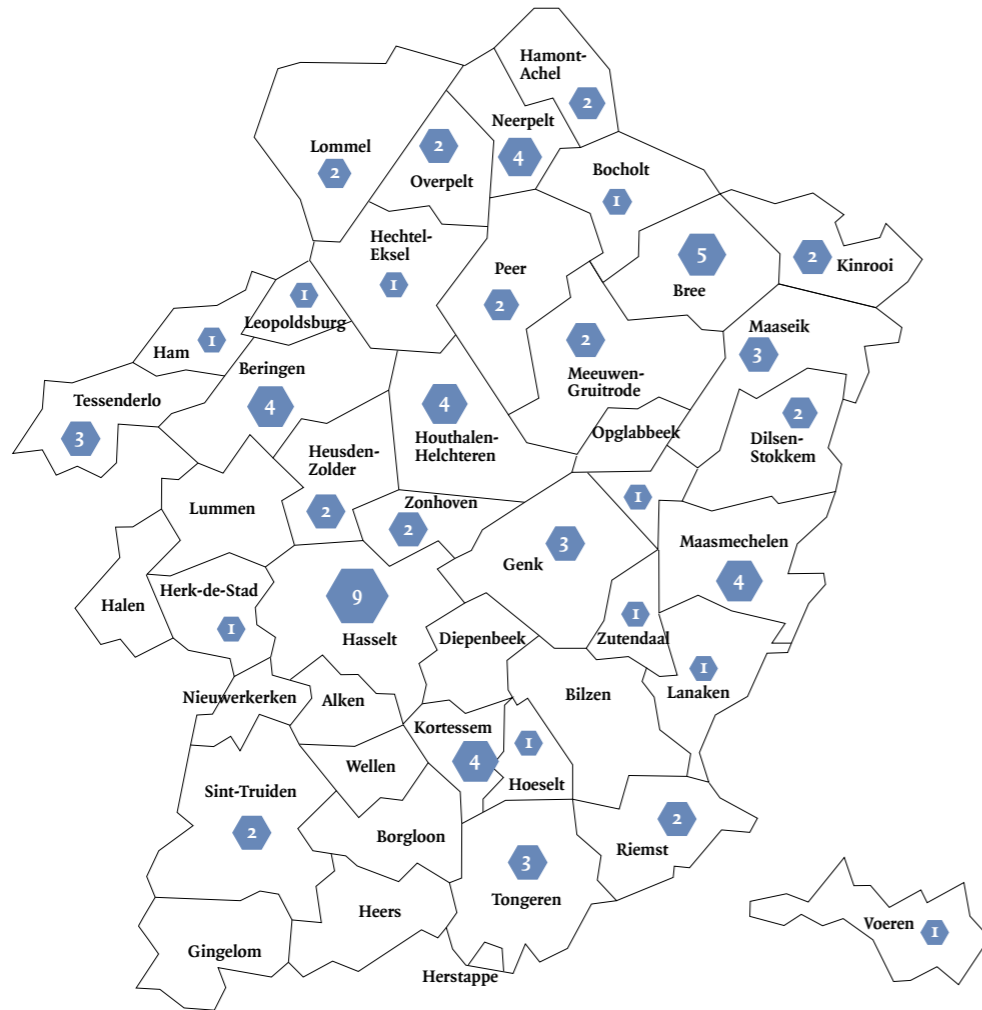 Hamont-
Achel
2
Neerpelt
4
Lommel
2
2
Overpelt
Bocholt
1
Hechtel-
Eksel
1
Peer
2
5
Bree
2
Kinrooi
1
Leopoldsburg
Ham
1
Maaseik
3
2
Meeuwen-
Gruitrode
Beringen
4
Tessenderlo
3
4
Houthalen-
Helchteren
Opglabbeek
1
2
Dilsen-
Stokkem
Heusden-
Zolder
2
Zonhoven
2
Lummen
3
Genk
Maasmechelen
4
Halen
Herk-de-Stad
1
9
Hasselt
Diepenbeek
1
Zutendaal
1
Lanaken
Nieuwerkerken
Alken
Bilzen
Kortessem
4
1
Hoeselt
Wellen
Sint-Truiden
2
Borgloon
2
Riemst
3
Tongeren
Heers
Voeren
1
Gingelom
Herstappe